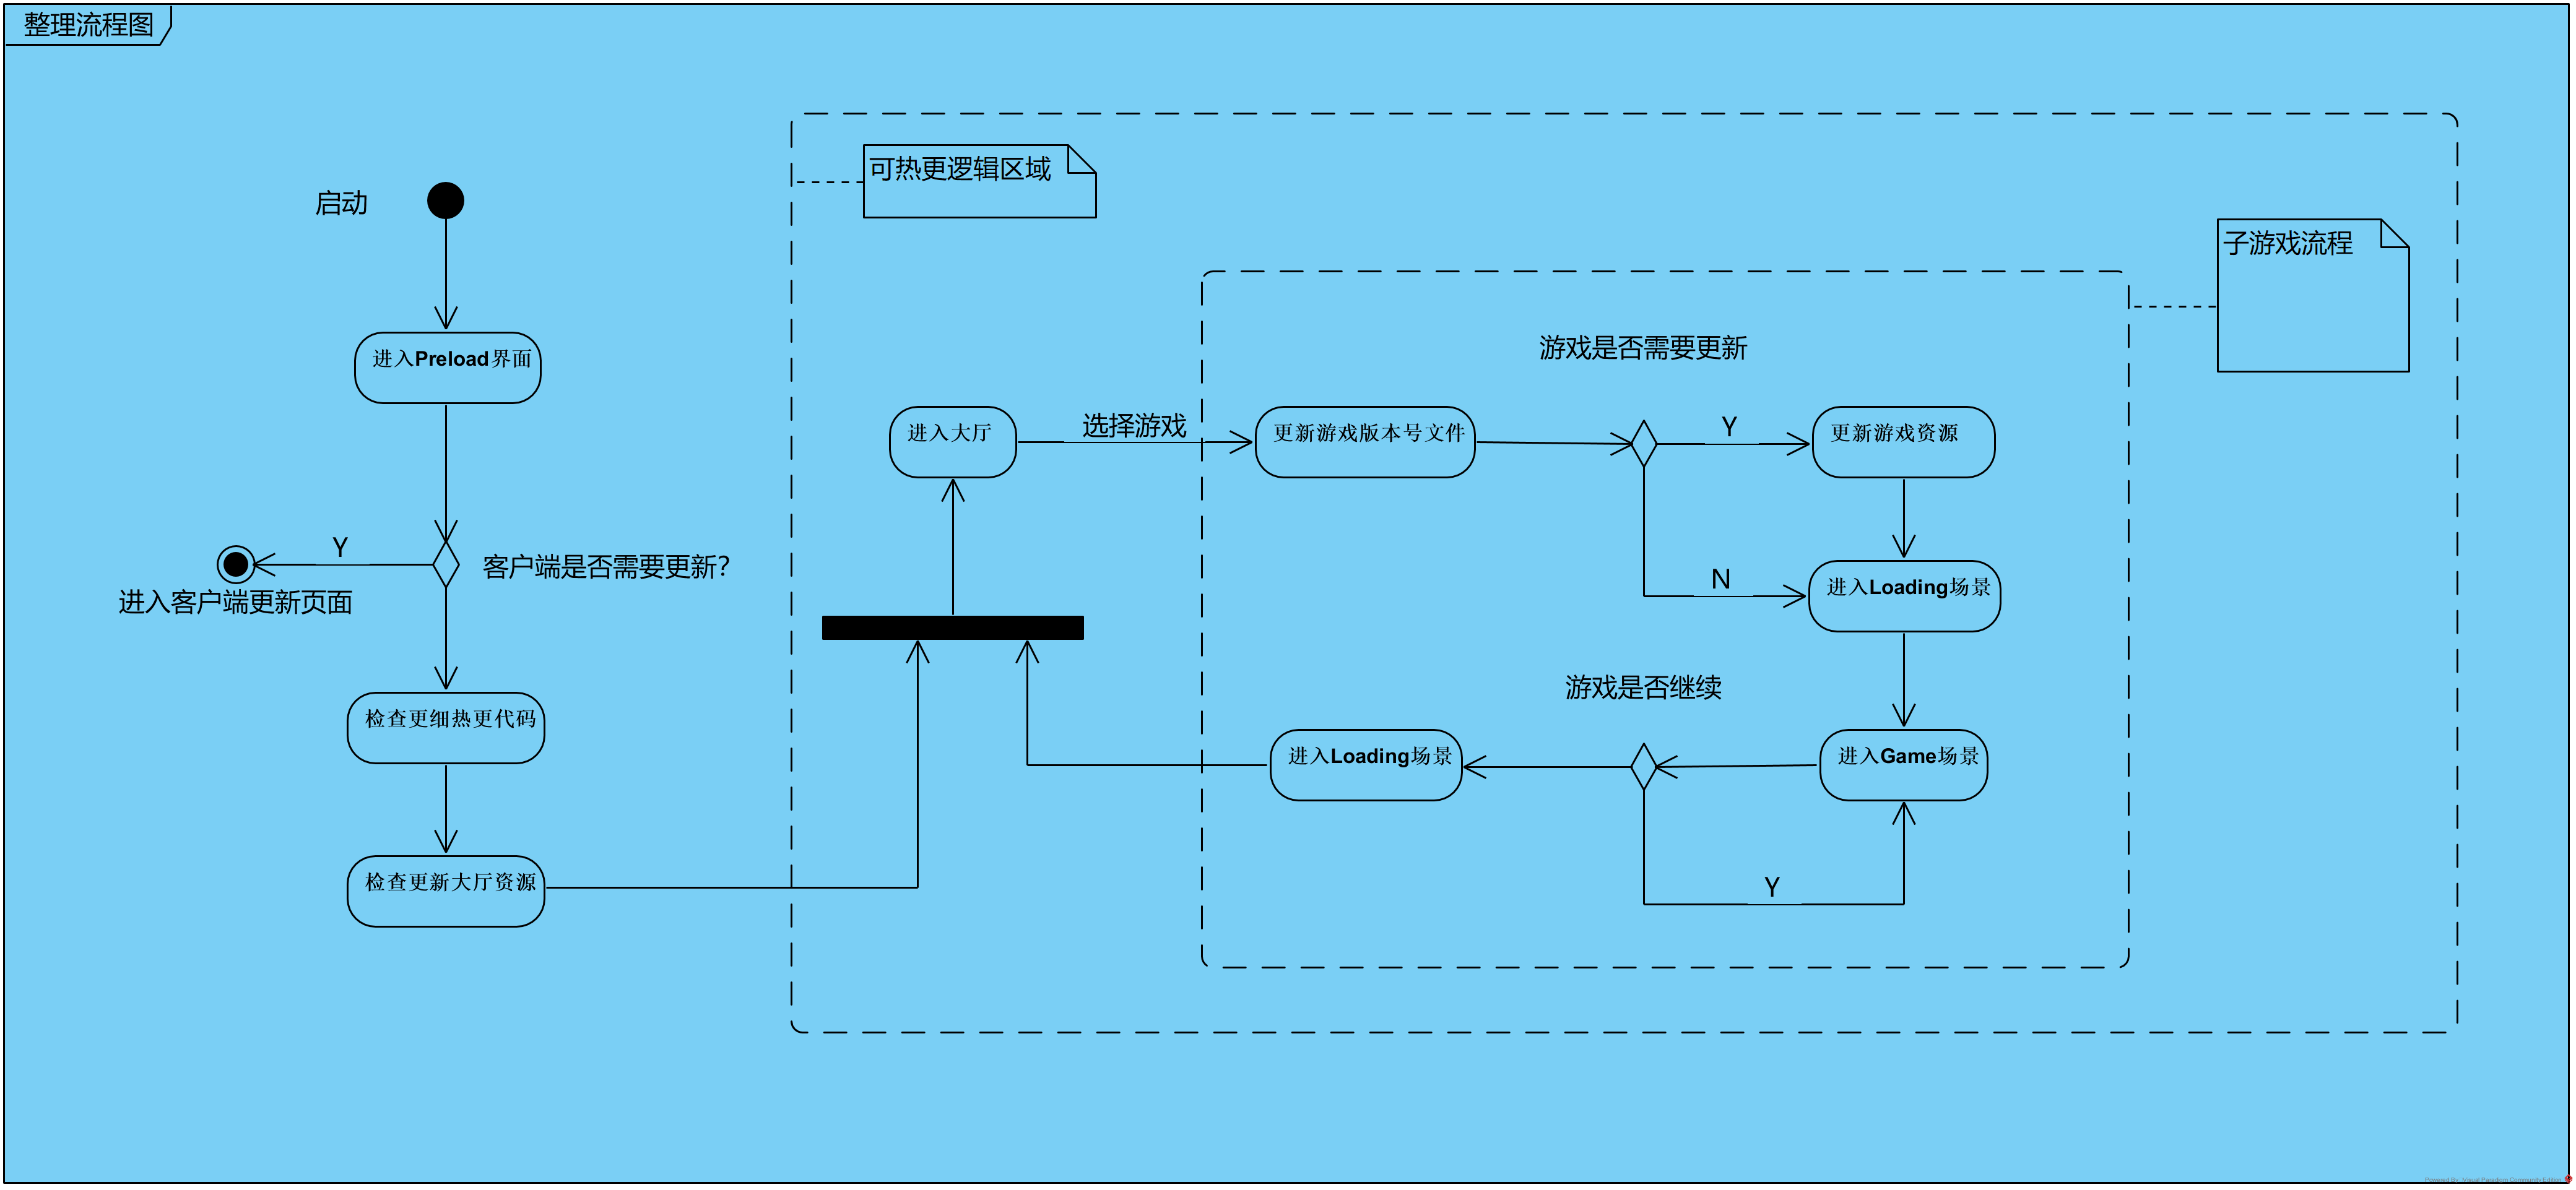 整理流程图
可热更逻辑区域
启动
子游戏流程
进入Preload界面
游戏是否需要更新
进入大厅
选择游戏
更新游戏版本号文件
Y
更新游戏资源
Y
客户端是否需要更新?
进入客户端更新页面
N
进入Loading场景
检查更细热更代码
游戏是否继续
进入Loading场景
进入Game场景
检查更新大厅资源
Y
Powered By: Visual Paradigm Community Edition